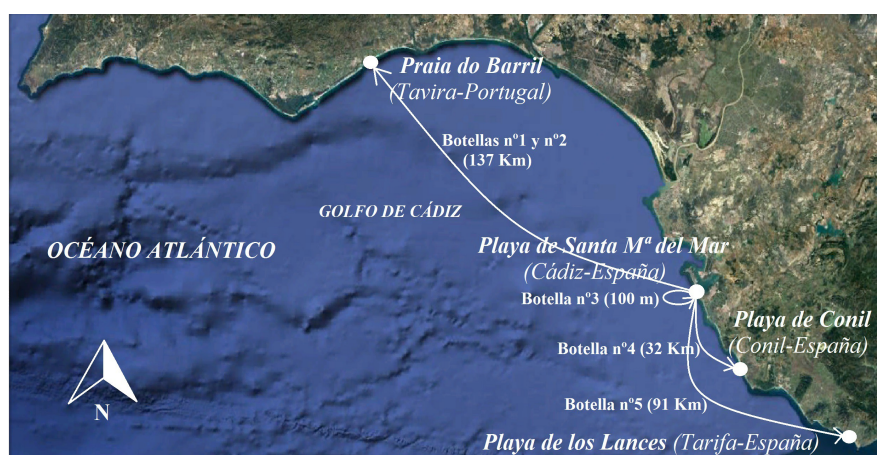 Praia do Barril
(Tavira-Portugal)
Botellas nº1 y nº2
(137 Km)
GOLFO DE CÁDIZ
OCÉANO ATLÁNTICO
Playa de Santa Mª del Mar
(Cádiz-España)
Botella nº3 (100 m)
Playa de Conil
(Conil-España)
Botella nº4 (32 Km)
N
Botella nº5 (91 Km)
Playa de los Lances (Tarifa-España)